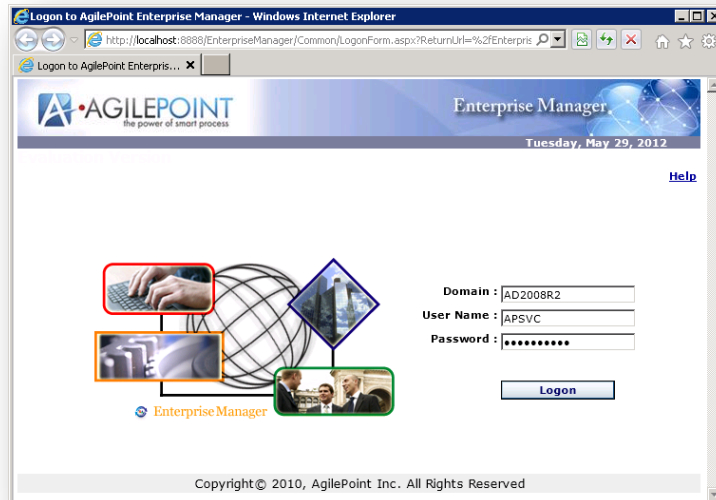 Logon to AgilePoint Enterprise Manager - Windows Internet Explorer
http://localhost:8888/EnterpriseManager/Common/LogonForm.aspx?ReturnUrl=%2fEnterpris
Logon to AgilePoint Enterpris...
AGILEPOINT
the power of smart process
Enterprise Manager
Tuesday, May 29, 2012
Help
Domain : AD2008R2
User Name : APSVC
Password : ●●●●●●●●●●
Logon
Enterprise Manager
Copyright© 2010, AgilePoint Inc. All Rights Reserved